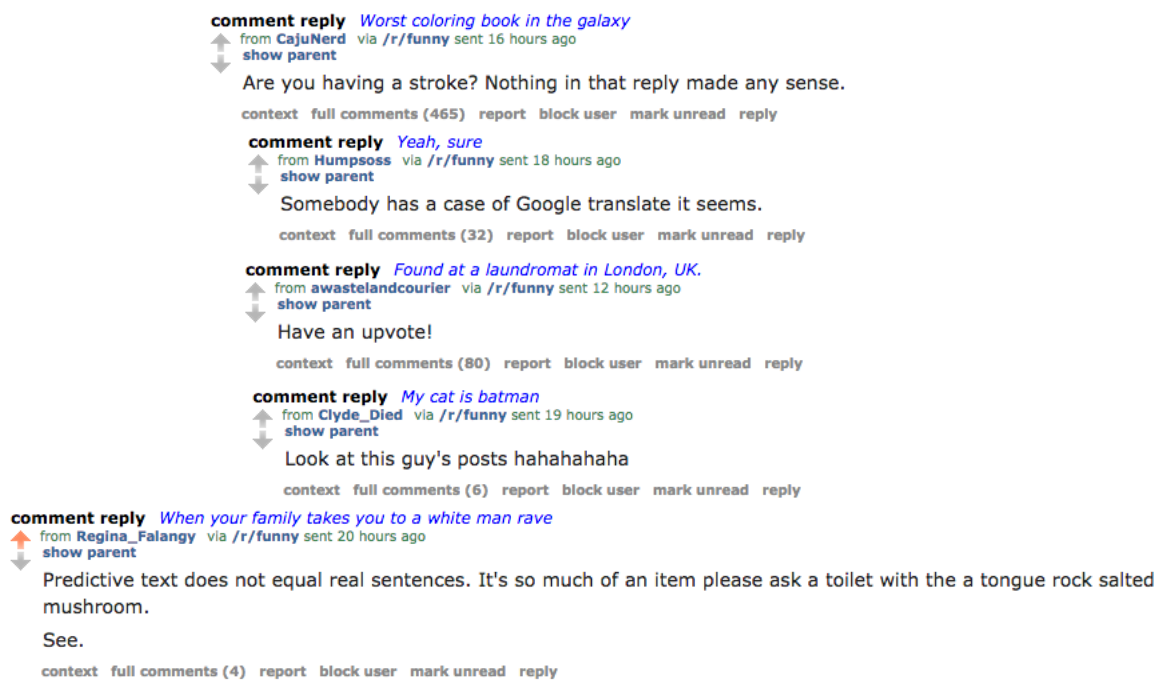 comment reply Worst coloring book in the galaxy
from CajuNerd via /r/funny sent 16 hours ago
show parent
Are you having a stroke? Nothing in that reply made any sense.
context full comments (465) report block user mark unread reply
comment reply Yeah, sure
from Humpsoss via /r/funny sent 18 hours ago
show parent
Somebody has a case of Google translate it seems.
context full comments (32) report block user mark unread reply
comment reply Found at a laundromat in London, UK.
from awastelandcourier via /r/funny sent 12 hours ago
show parent
Have an upvote!
context full comments (80) report block user mark unread reply
comment reply My cat is batman
from Clyde_Died via /r/funny sent 19 hours ago
show parent
Look at this guy's posts hahahahaha
context full comments (6) report block user mark unread reply
comment reply When your family takes you to a white man rave
from Regina_Falangy via /r/funny sent 20 hours ago
show parent
Predictive text does not equal real sentences. It's so much of an item please ask a toilet with the a tongue rock salted
mushroom.
See.
context full comments (4) report block user mark unread reply